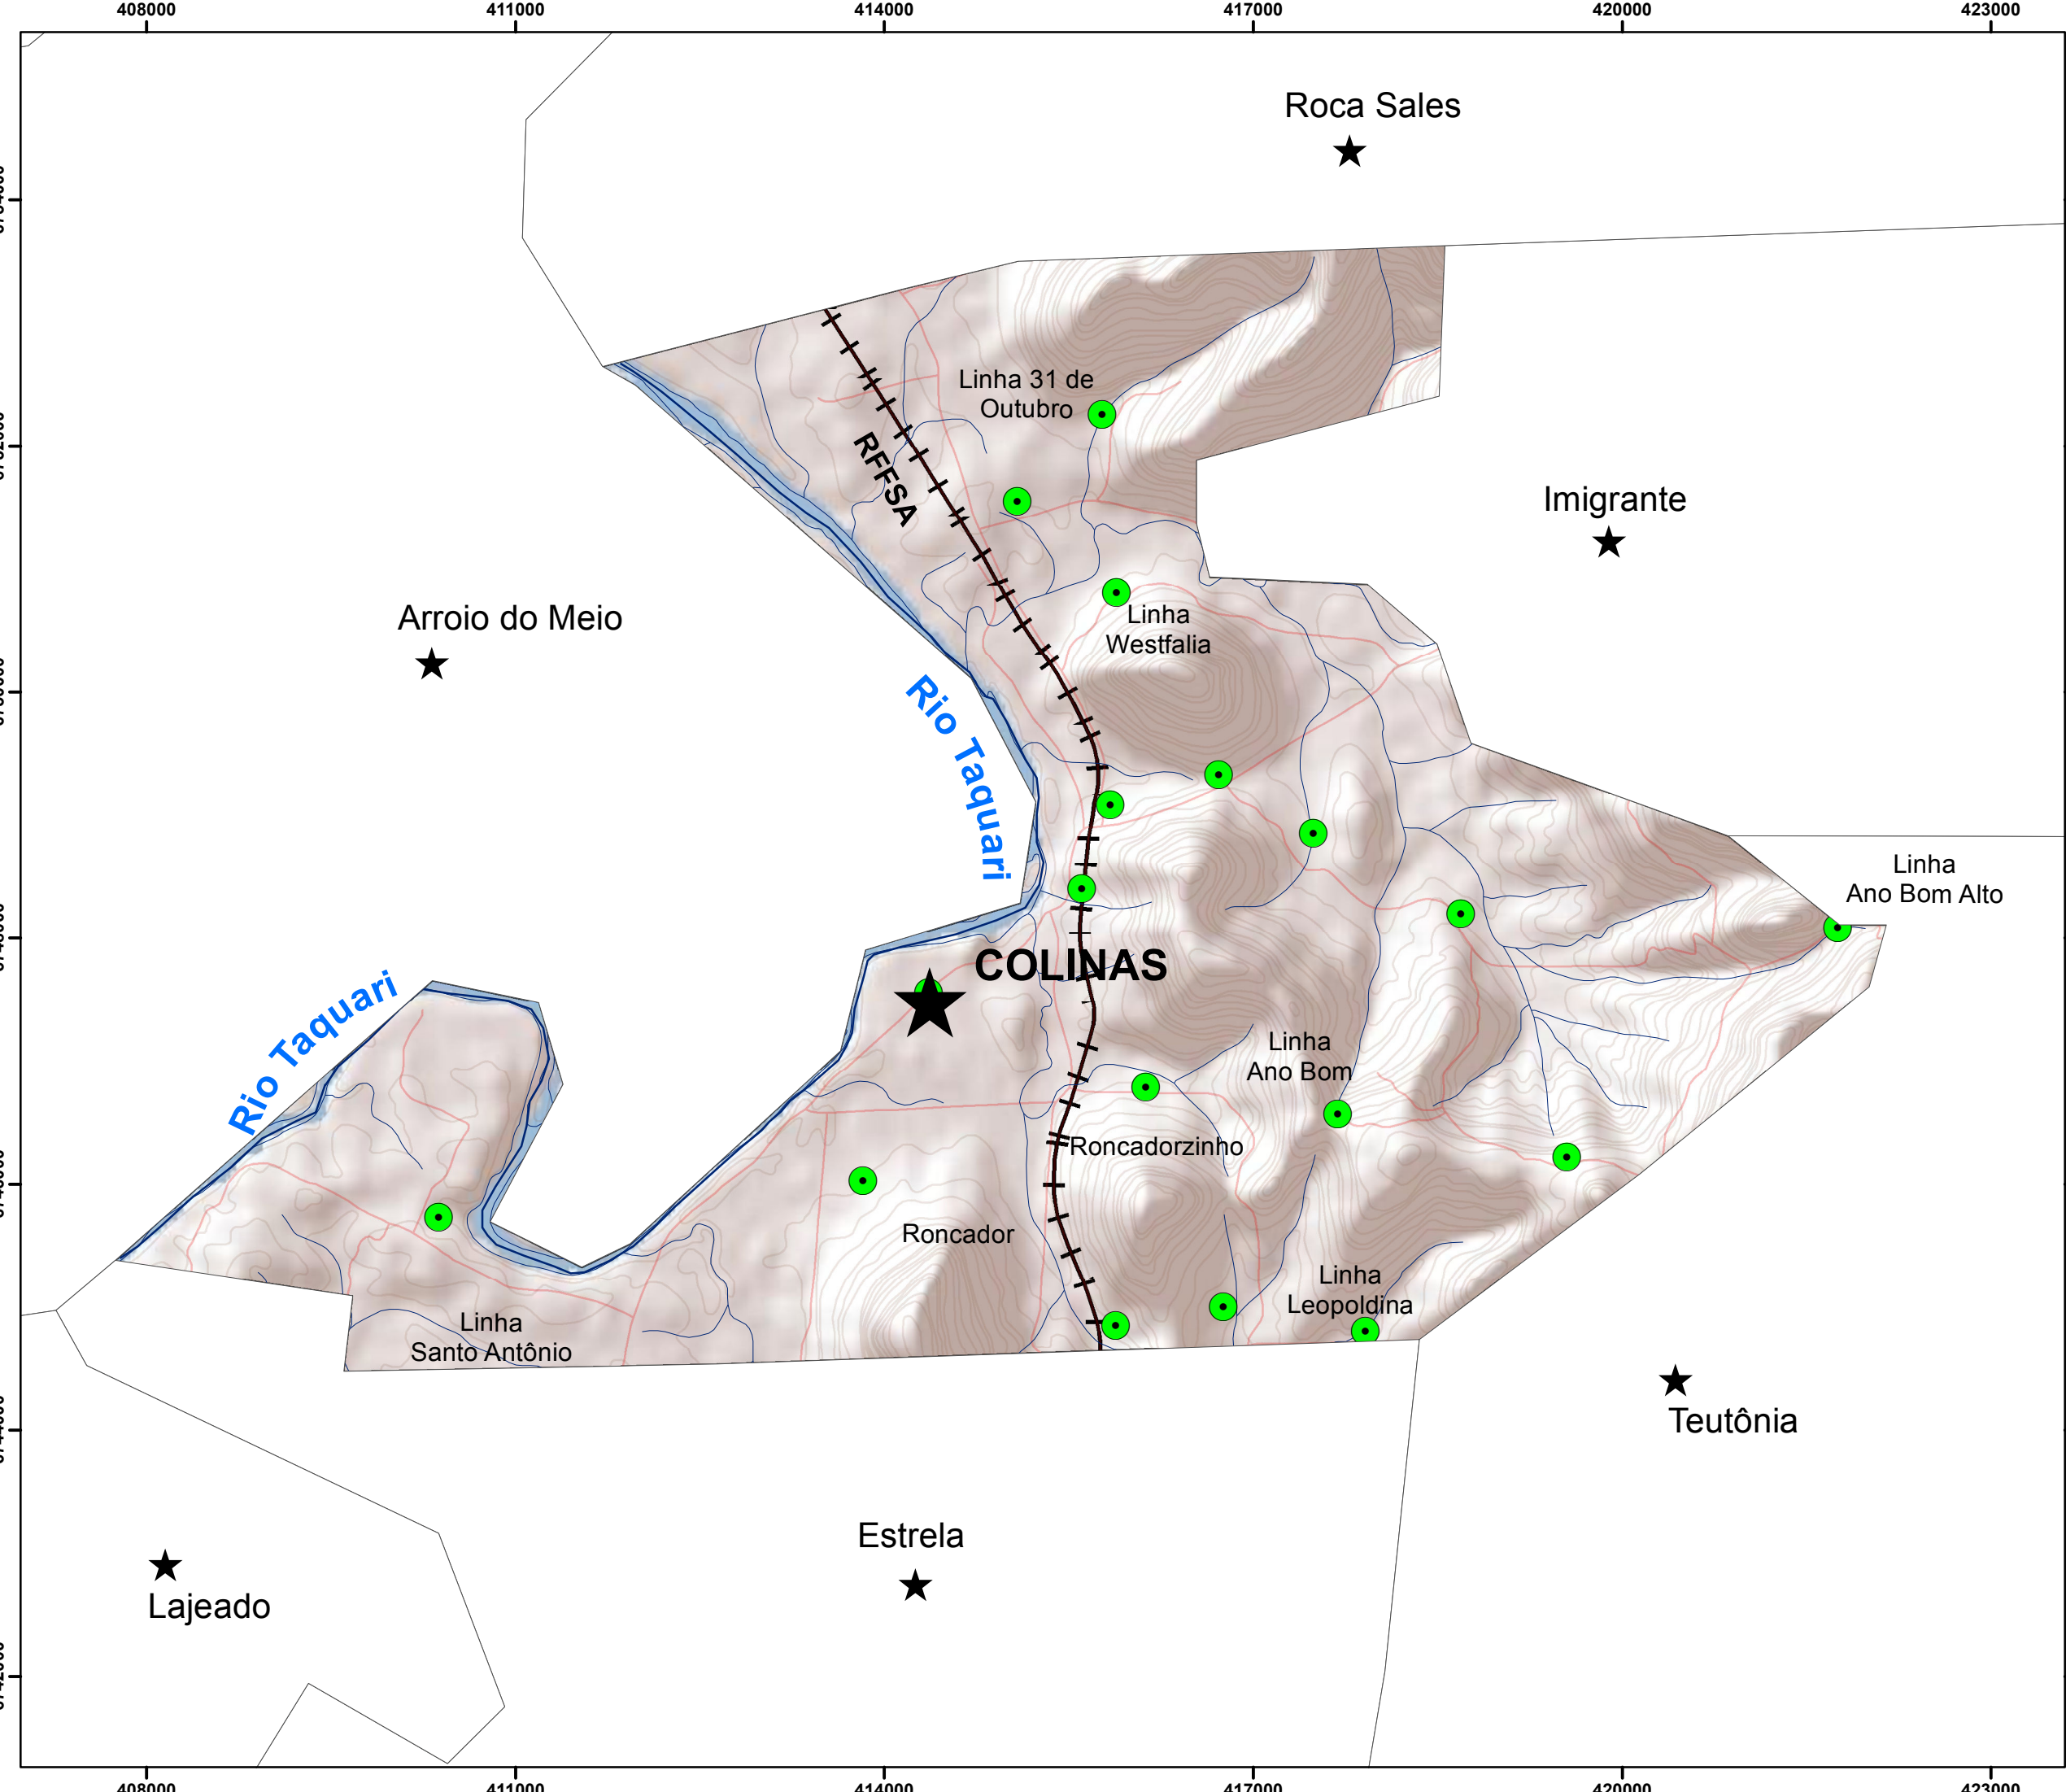 408000
411000
414000
417000
420000
423000
Roca Sales
Linha 31 de
Outubro
RFFSA
Imigrante
Arroio do Meio
Linha
Westfalia
Rio Taquari
Linha
Ano Bom Alto
COLINAS
Rio Taquari
Linha
Ano Bom
Roncadorzinho
Roncador
Linha
Leopoldina
Linha
Santo Antônio
Teutônia
Estrela
Lajeado
408000
411000
414000
417000
420000
423000